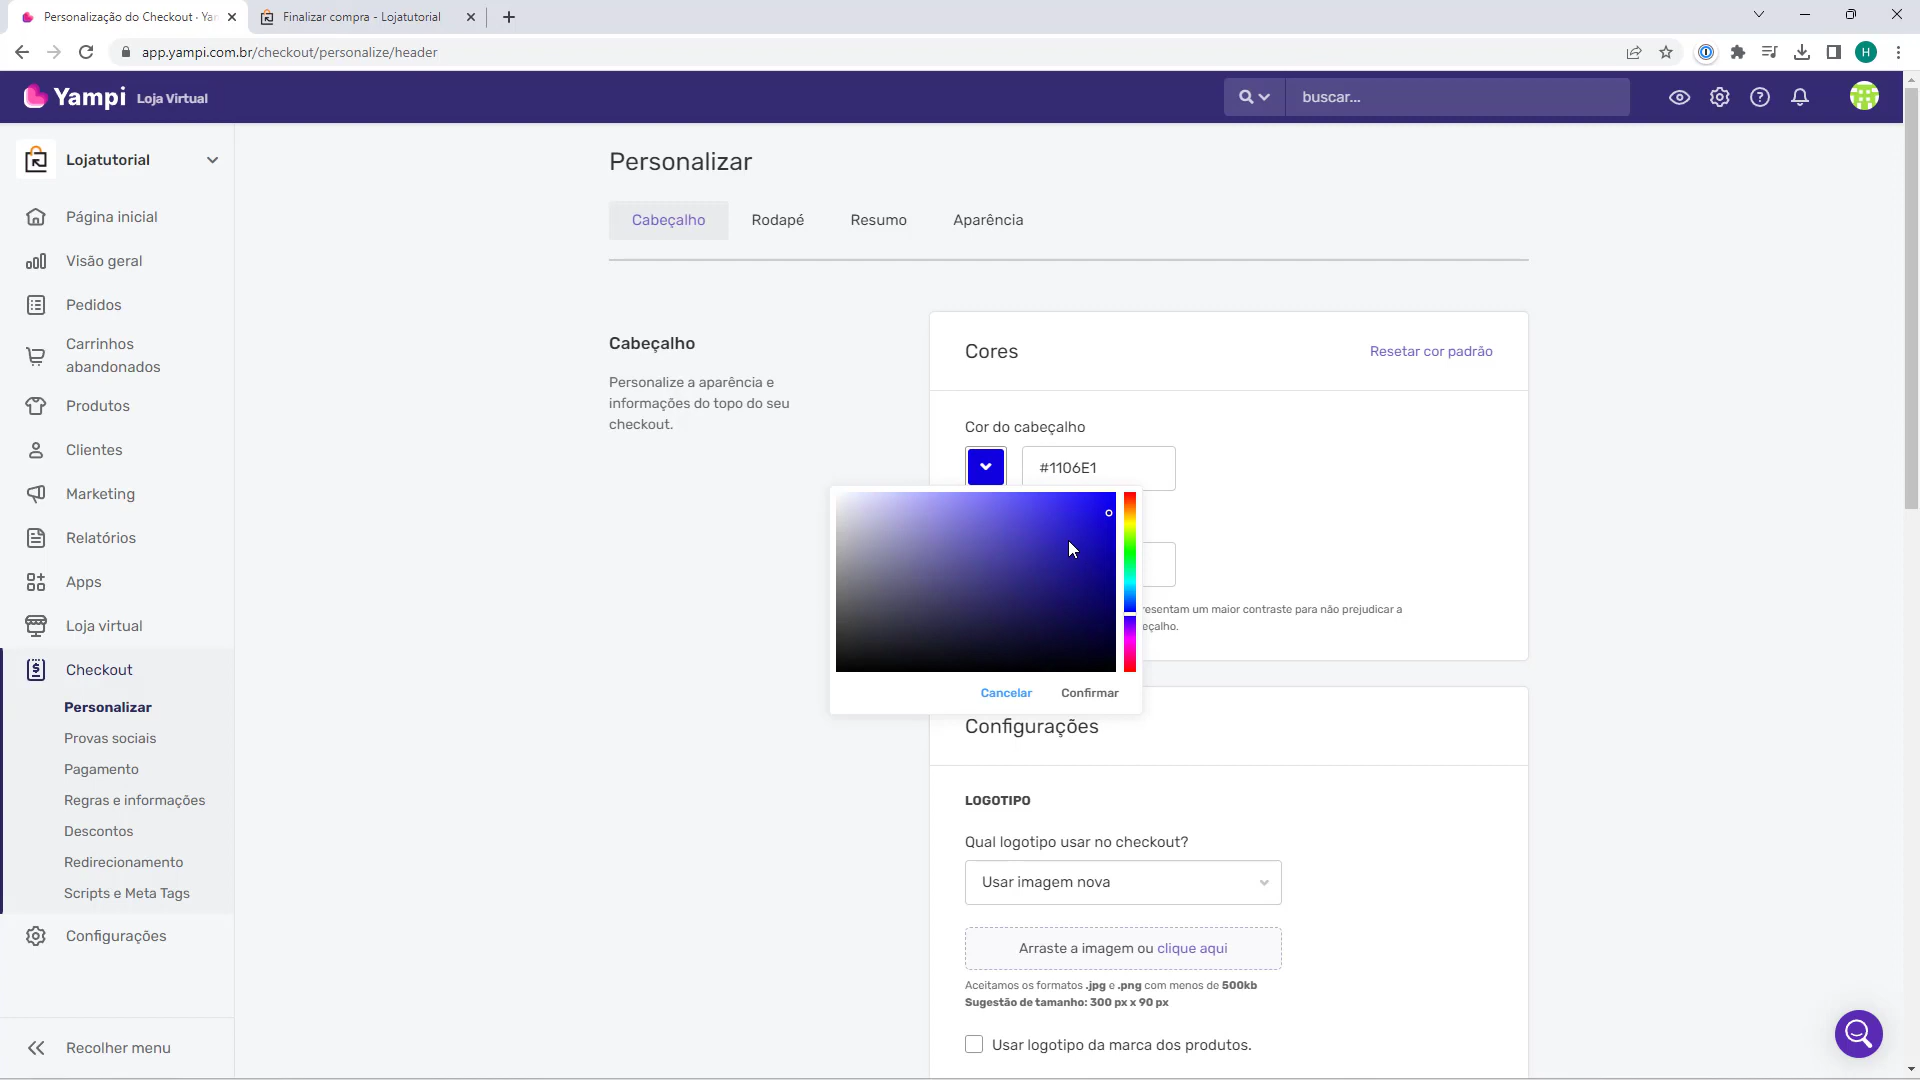 Personalização do Checkout · Yan
Finalizar compra - Lojatutorial
app.yampi.com.br/checkout/personalize/header
H
Yampi Loja Virtual
buscar...
Lojatutorial
Página inicial
Visão geral
Pedidos
Carrinhos
abandonados
Produtos
Clientes
Marketing
Relatórios
Apps
Loja virtual
Checkout
Personalizar
Provas sociais
Pagamento
Regras e informações
Descontos
Redirecionamento
Scripts e Meta Tags
Configurações
Recolher menu
Personalizar
Cabeçalho
Rodapé
Resumo
Aparência
Cabeçalho
Personalize a aparência e
informações do topo do seu
checkout.
Cores
Resetar cor padrão
Cor do cabeçalho
#1106E1
resentam um maior contraste para não prejudicar a
eçalho.
Cancelar
Confirmar
Configurações
LOGOTIPO
Qual logotipo usar no checkout?
Usar imagem nova
Arraste a imagem ou clique aqui
Aceitamos os formatos .jpg e .png com menos de 500kb
Sugestão de tamanho: 300 px x 90 px
Usar logotipo da marca dos produtos.